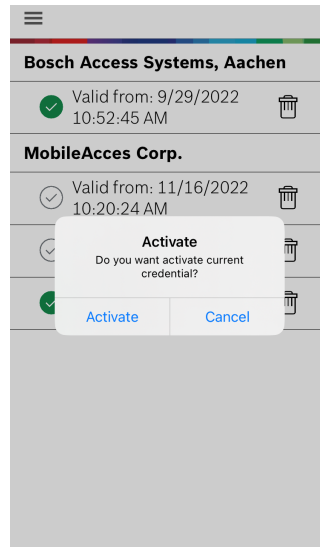 Bosch Access Systems, Aachen
Valid from: 9/29/2022
10:52:45 AM
MobileAcces Corp.
Valid from: 11/16/2022
10:20:24 AM
Activate
Do you want activate current
credential?
Activate
Cancel